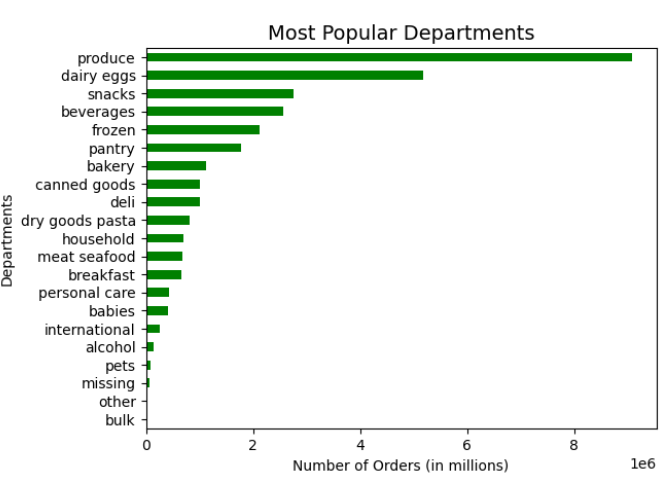 Most Popular Departments
produce
dairy eggs
snacks
beverages
frozen
pantry
bakery
canned goods
deli
dry goods pasta
household
meat seafood
breakfast
personal care
babies
international
alcohol
pets
missing
other
bulk
Departments
0 2 4 6 8
1e6
Number of Orders (in millions)